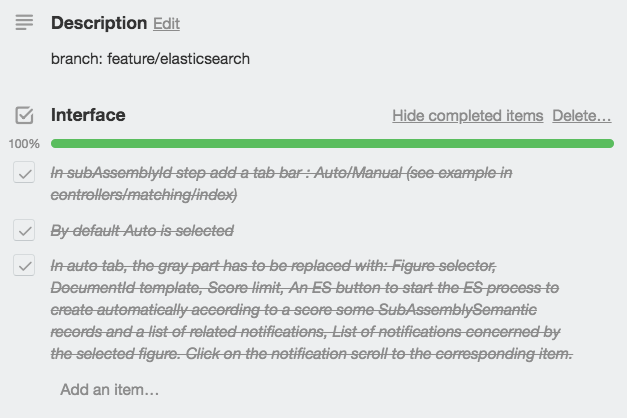 Description Edit
branch: feature/elasticsearch
Interface Hide completed items Delete...
100%
In subAssemblyId step add a tab bar : Auto/Manual (see example in
controllers/matching/index)
By default Auto is selected
In auto tab, the gray part has to be replaced with: Figure selector,
DocumentId template, Score limit, An ES button to start the ES process to
create automatically according to a score some SubAssemblySemantic
records and a list of related notifications, List of notifications concerned by
the selected figure. Click on the notification scroll to the corresponding item.
Add an item...